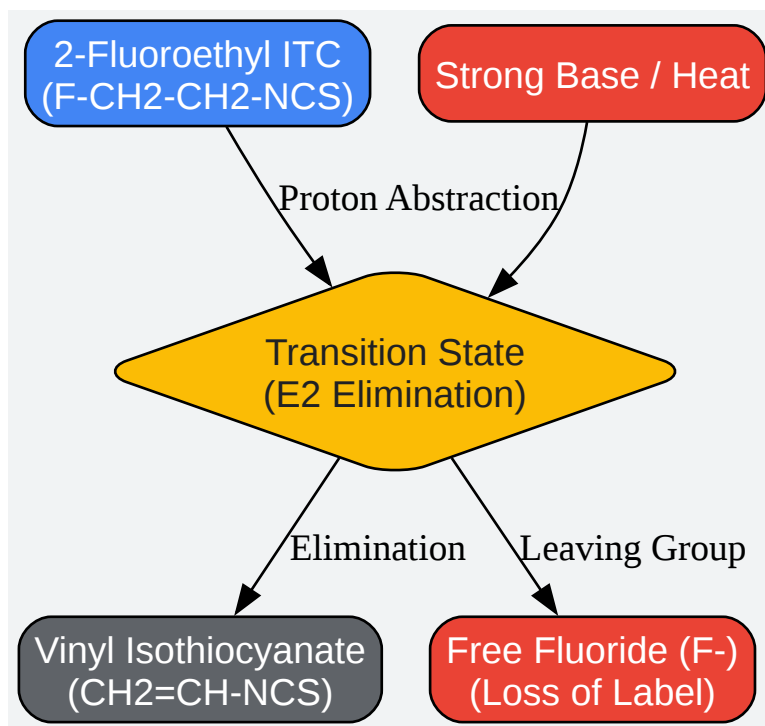 2-Fluoroethyl ITC
(F-CH2-CH2-NCS)
Strong Base / Heat
Proton Abstraction
Transition State
(E2 Elimination)
Elimination
Leaving Group
Vinyl Isothiocyanate
(CH2=CH-NCS)
Free Fluoride (F-)
(Loss of Label)